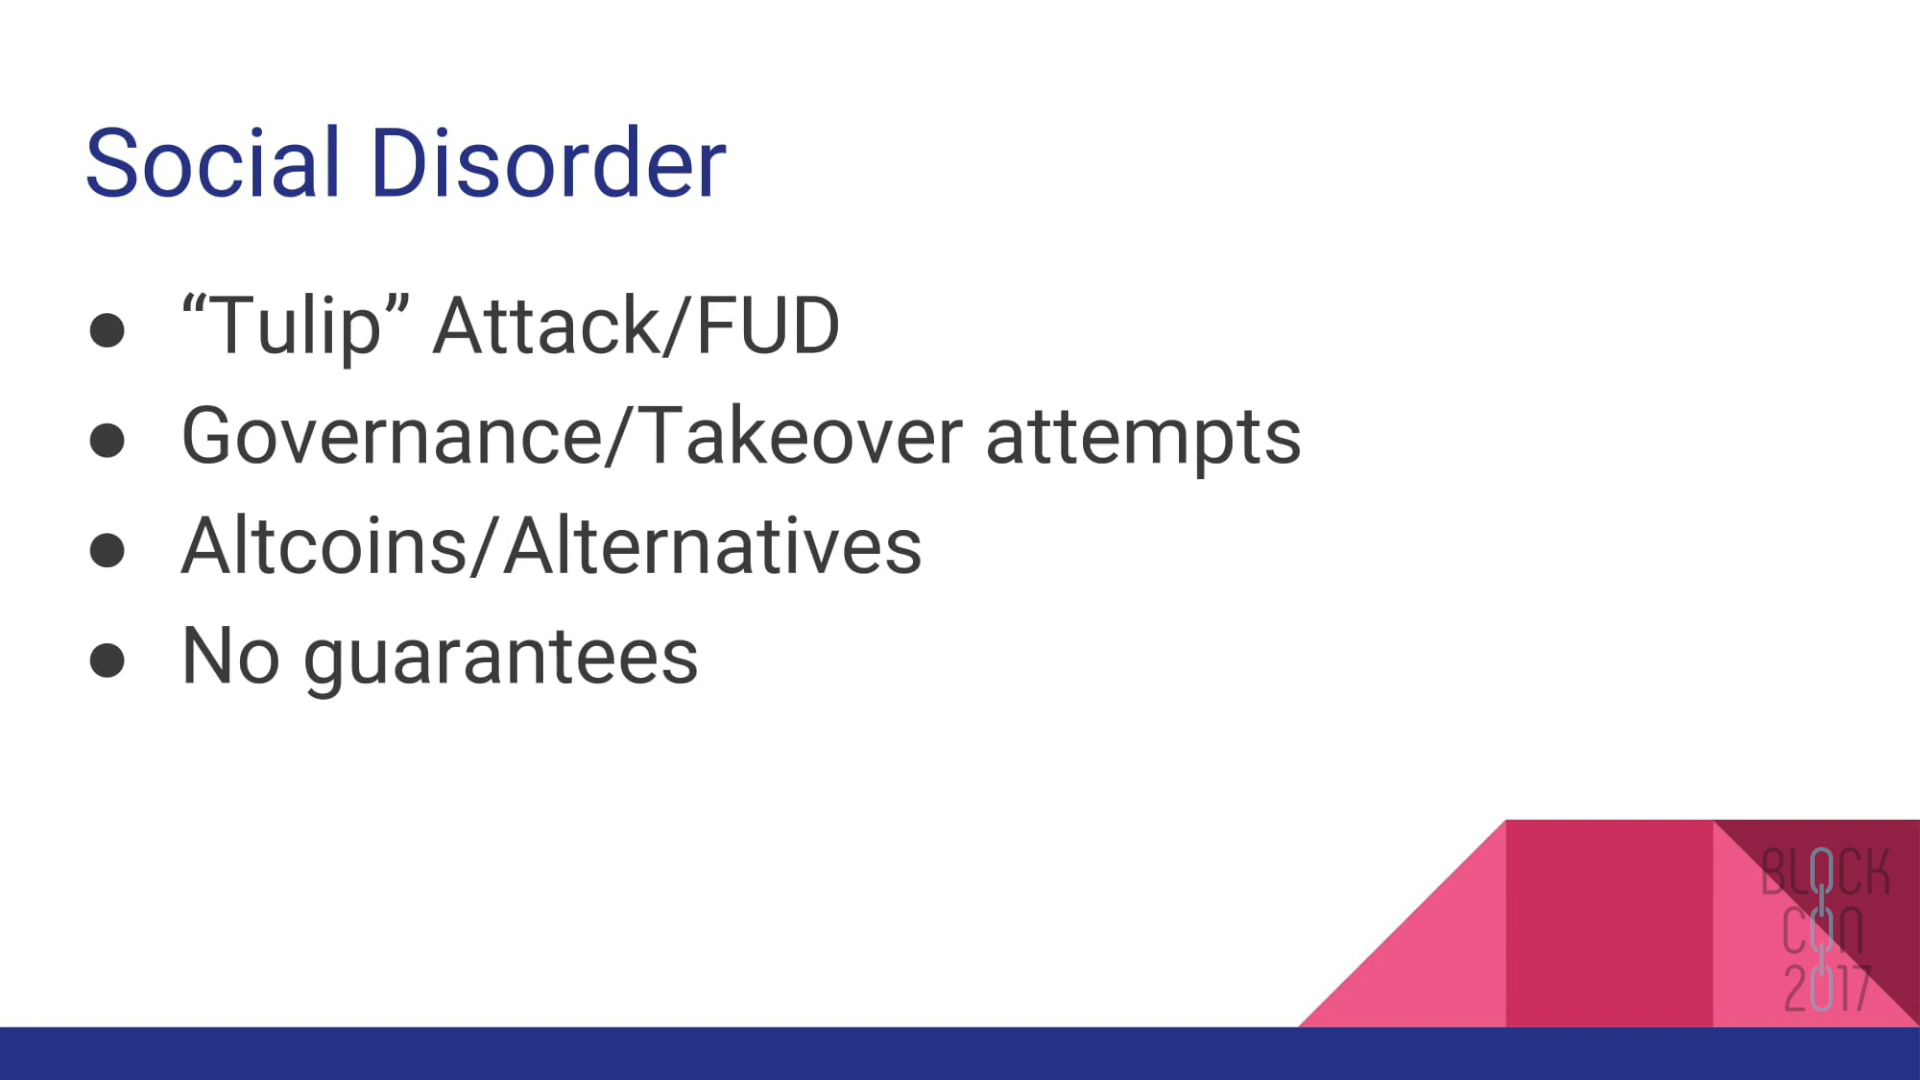 Social Disorder
● “Tulip” Attack/FUD
● Governance/Takeover attempts
● Altcoins/Alternatives
● No guarantees
BLOCK
CON
2017